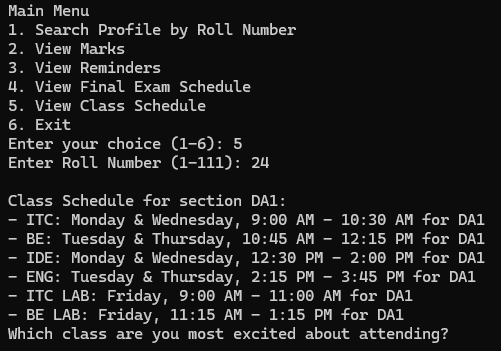 Main Menu
1. Search Profile by Roll Number
2. View Marks
3. View Reminders
4. View Final Exam Schedule
5. View Class Schedule
6. Exit
Enter your choice (1-6): 5
Enter Roll Number (1-111): 24
Class Schedule for section DA1:
- ITC: Monday & Wednesday, 9:00 AM - 10:30 AM for DA1
- BE: Tuesday & Thursday, 10:45 AM - 12:15 PM for DA1
- IDE: Monday & Wednesday, 12:30 PM - 2:00 PM for DA1
- ENG: Tuesday & Thursday, 2:15 PM - 3:45 PM for DA1
- ITC LAB: Friday, 9:00 AM - 11:00 AM for DA1
- BE LAB: Friday, 11:15 AM - 1:15 PM for DA1
Which class are you most excited about attending?